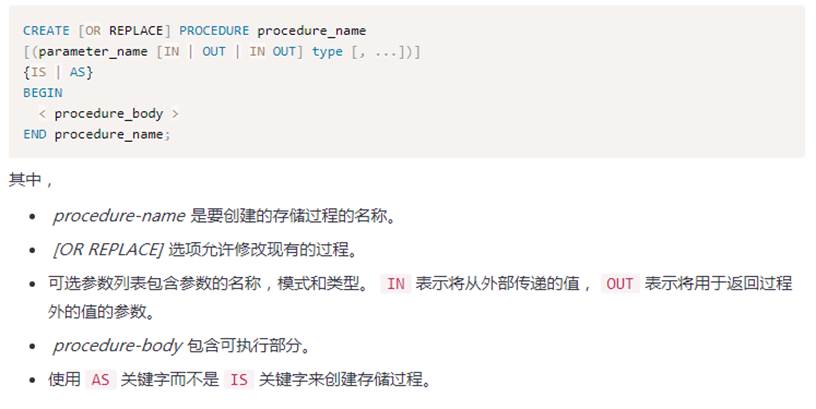 CREATE [OR REPLACE] PROCEDURE procedure_name
[(parameter_name [IN | OUT | IN OUT] type [, ...])]
{IS | AS}
BEGIN
  < procedure_body >
END procedure_name;
其中，
• procedure-name 是要创建的存储过程的名称。
• [OR REPLACE] 选项允许修改现有的过程。
• 可选参数列表包含参数的名称，模式和类型。 IN 表示将从外部传递的值， OUT 表示将用于返回过程
外的值的参数。
• procedure-body 包含可执行部分。
• 使用 AS 关键字而不是 IS 关键字来创建存储过程。